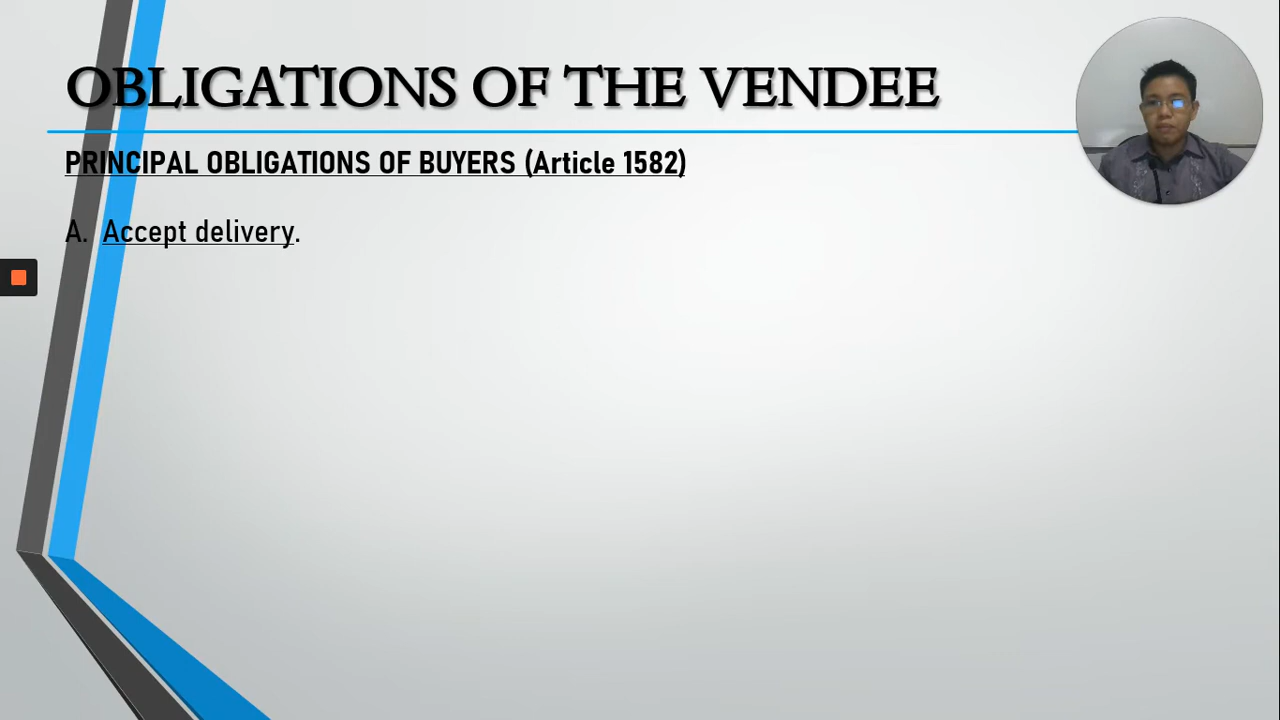 OBLIGATIONS OF THE VENDEE
PRINCIPAL OBLIGATIONS OF BUYERS (Article 1582)
A. Accept delivery.